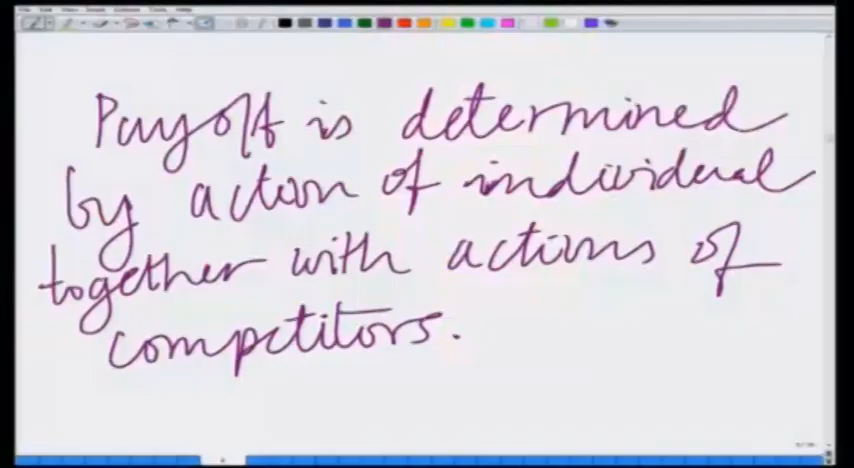 Payoff is determined
by action of individual
together with actions of
competitors.